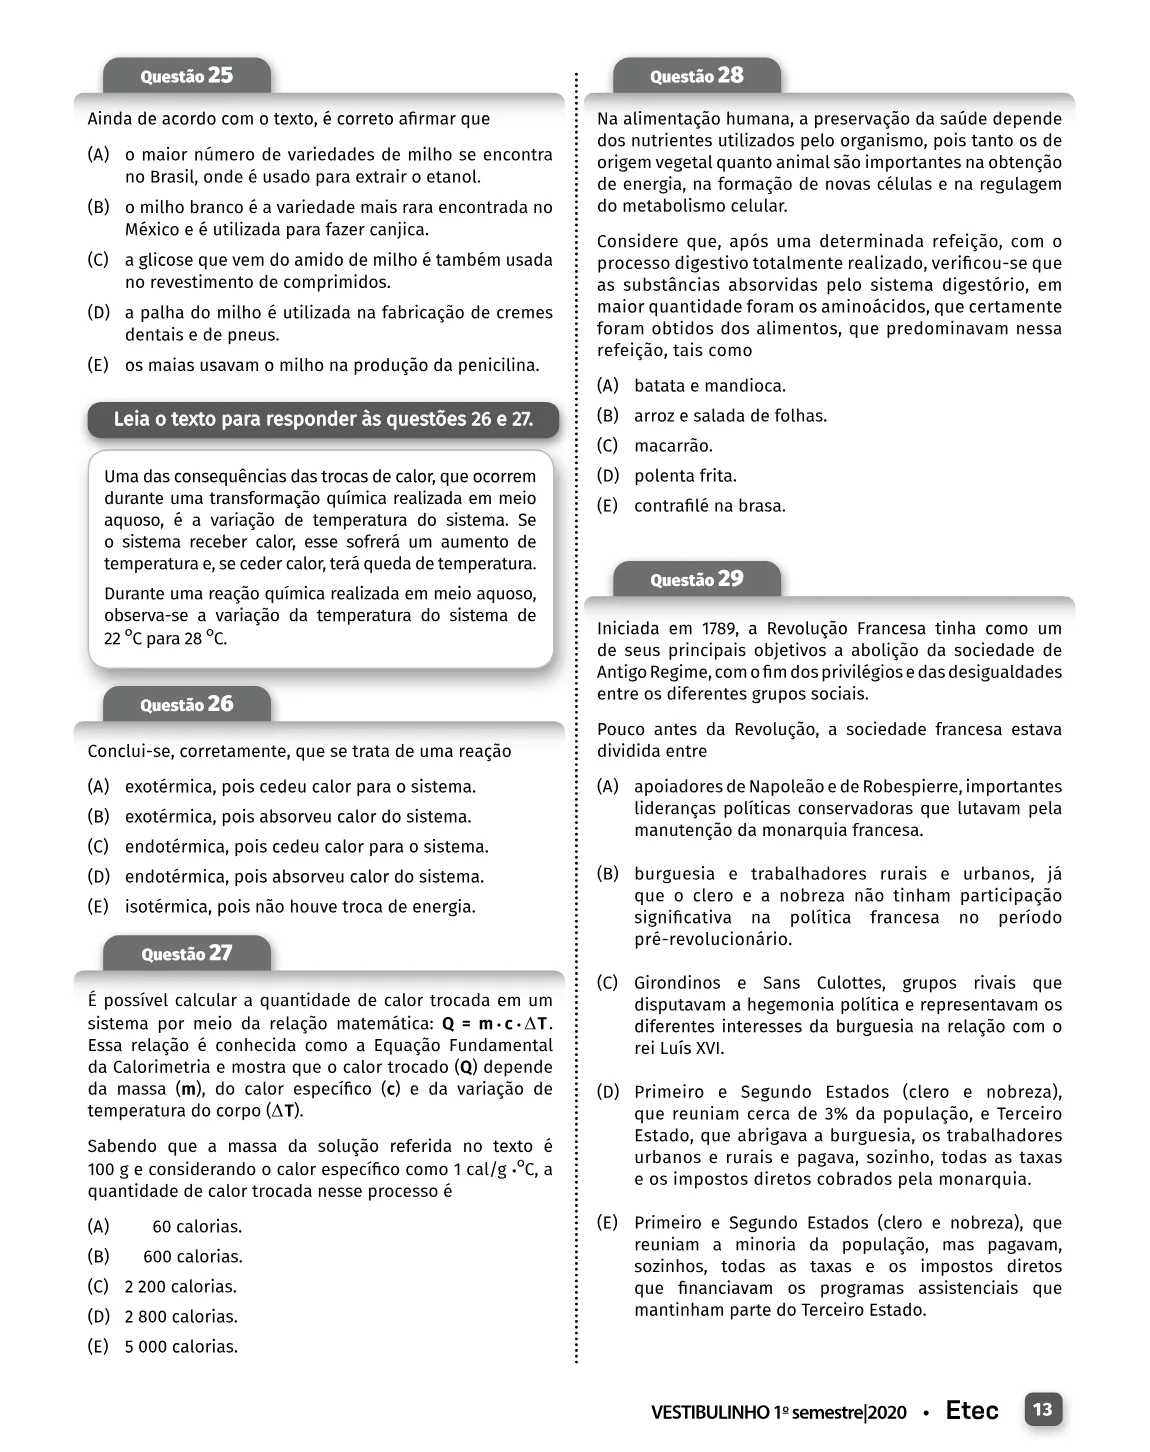 Questão 25
Ainda de acordo com o texto, é correto afirmar que
(A) o maior número de variedades de milho se encontra
no Brasil, onde é usado para extrair o etanol.
(B) o milho branco é a variedade mais rara encontrada no
México e é utilizada para fazer canjica.
(C) a glicose que vem do amido de milho é também usada
no revestimento de comprimidos.
(D) a palha do milho é utilizada na fabricação de cremes
dentais e de pneus.
(E) os maias usavam o milho na produção da penicilina.
Leia o texto para responder às questões 26 e 27.
Uma das consequências das trocas de calor, que ocorrem
durante uma transformação química realizada em meio
aquoso, é a variação de temperatura do sistema. Se
o sistema receber calor, esse sofrerá um aumento de
temperatura e, se ceder calor, terá queda de temperatura.
Durante uma reação química realizada em meio aquoso,
observa-se a variação da temperatura do sistema de
22 °C para 28 °C.
Questão 26
Conclui-se, corretamente, que se trata de uma reação
(A) exotérmica, pois cedeu calor para o sistema.
(B) exotérmica, pois absorveu calor do sistema.
(C) endotérmica, pois cedeu calor para o sistema.
(D) endotérmica, pois absorveu calor do sistema.
(E) isotérmica, pois não houve troca de energia.
Questão 27
É possível calcular a quantidade de calor trocada em um
sistema por meio da relação matemática: Q = m · c · ΔT.
Essa relação é conhecida como a Equação Fundamental
da Calorimetria e mostra que o calor trocado (Q) depende
da massa (m), do calor específico (c) e da variação de
temperatura do corpo (ΔT).
Sabendo que a massa da solução referida no texto é
100 g e considerando o calor específico como 1 cal/g ·°C, a
quantidade de calor trocada nesse processo é
(A) 60 calorias.
(B) 600 calorias.
(C) 2 200 calorias.
(D) 2 800 calorias.
(E) 5 000 calorias.
Questão 28
Na alimentação humana, a preservação da saúde depende
dos nutrientes utilizados pelo organismo, pois tanto os de
origem vegetal quanto animal são importantes na obtenção
de energia, na formação de novas células e na regulagem
do metabolismo celular.
Considere que, após uma determinada refeição, com o
processo digestivo totalmente realizado, verificou-se que
as substâncias absorvidas pelo sistema digestório, em
maior quantidade foram os aminoácidos, que certamente
foram obtidos dos alimentos, que predominavam nessa
refeição, tais como
(A) batata e mandioca.
(B) arroz e salada de folhas.
(C) macarrão.
(D) polenta frita.
(E) contrafilé na brasa.
Questão 29
Iniciada em 1789, a Revolução Francesa tinha como um
de seus principais objetivos a abolição da sociedade de
Antigo Regime, com o fim dos privilégios e das desigualdades
entre os diferentes grupos sociais.
Pouco antes da Revolução, a sociedade francesa estava
dividida entre
(A) apoiadores de Napoleão e de Robespierre, importantes
lideranças políticas conservadoras que lutavam pela
manutenção da monarquia francesa.
(B) burguesia e trabalhadores rurais e urbanos, já
que o clero e a nobreza não tinham participação
significativa na política francesa no período
pré-revolucionário.
(C) Girondinos e Sans Culottes, grupos rivais que
disputavam a hegemonia política e representavam os
diferentes interesses da burguesia na relação com o
rei Luís XVI.
(D) Primeiro e Segundo Estados (clero e nobreza),
que reuniam cerca de 3% da população, e Terceiro
Estado, que abrigava a burguesia, os trabalhadores
urbanos e rurais e pagava, sozinho, todas as taxas
e os impostos diretos cobrados pela monarquia.
(E) Primeiro e Segundo Estados (clero e nobreza), que
reuniam a minoria da população, mas pagavam,
sozinhos, todas as taxas e os impostos diretos
que financiavam os programas assistenciais que
mantinham parte do Terceiro Estado.
VESTIBULINHO 1º semestre|2020 • Etec 13